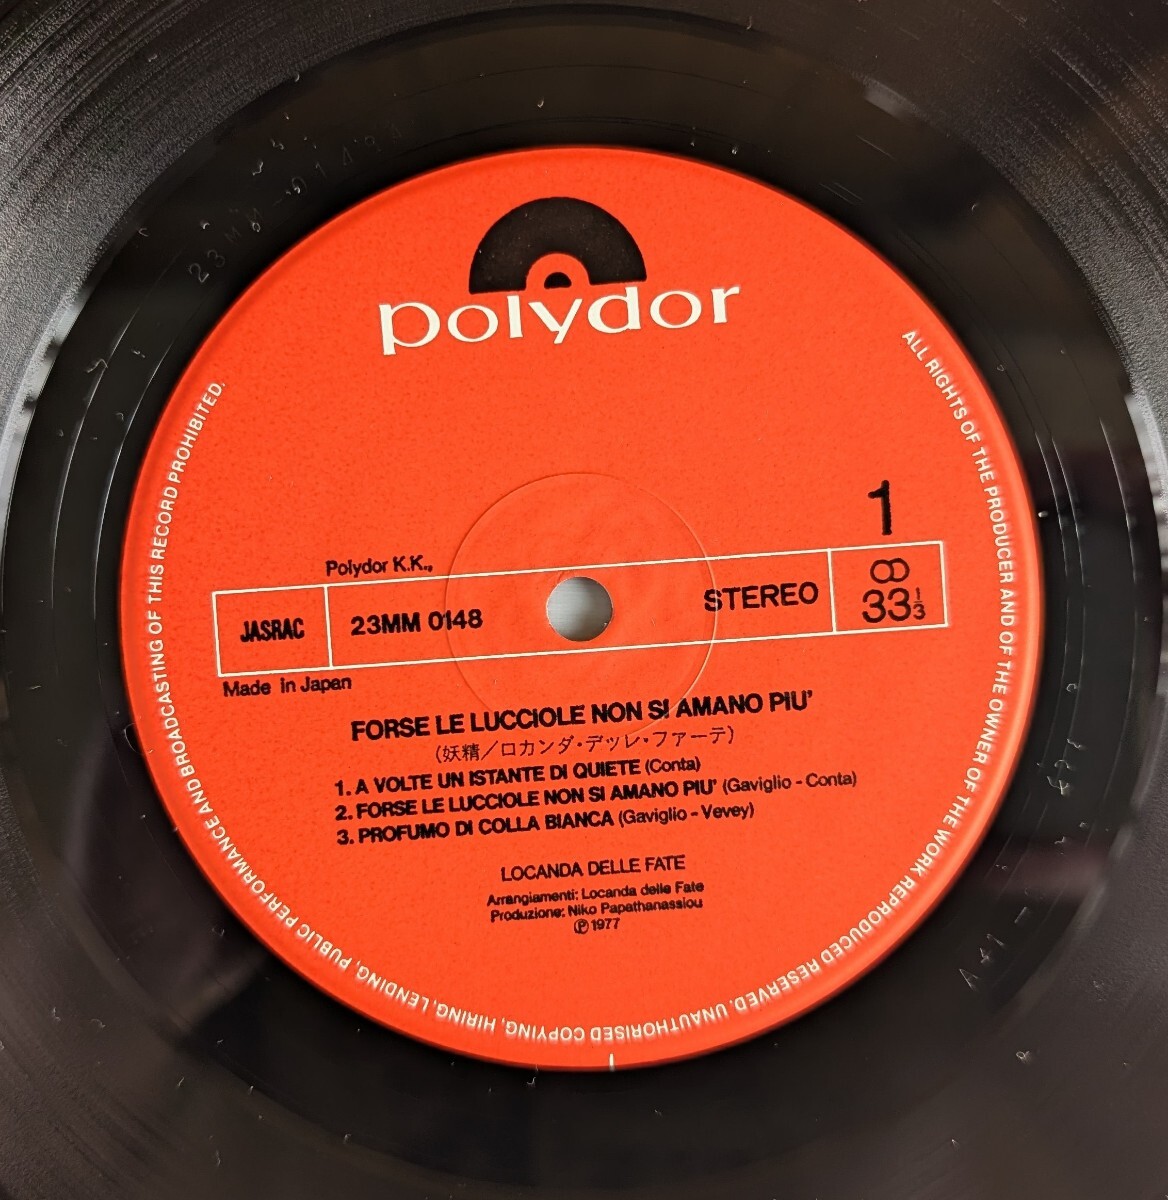 polydor
1
Polydor K.K.,
JASRAC
23MM 0148
STEREO
33 1/3
Made in Japan
FORSE LE LUCCIOLE NON SI AMANO PIU'
(妖精／ロカンダ・デッレ・ファーテ)
1. A VOLTE UN ISTANTE DI QUIETE (Conta)
2. FORSE LE LUCCIOLE NON SI AMANO PIU' (Gaviglio - Conta)
3. PROFUMO DI COLLA BIANCA (Gaviglio - Vevey)
LOCANDA DELLE FATE
Arrangiamenti: Locanda delle Fate
Produzione: Niko Papathanassiou
℗ 1977
ALL RIGHTS OF THE PRODUCER AND OF THE OWNER OF THE WORK REPRODUCED RESERVED. UNAUTHORISED COPYING, HIRING, LENDING, PUBLIC PERFORMANCE AND BROADCASTING OF THIS RECORD PROHIBITED.